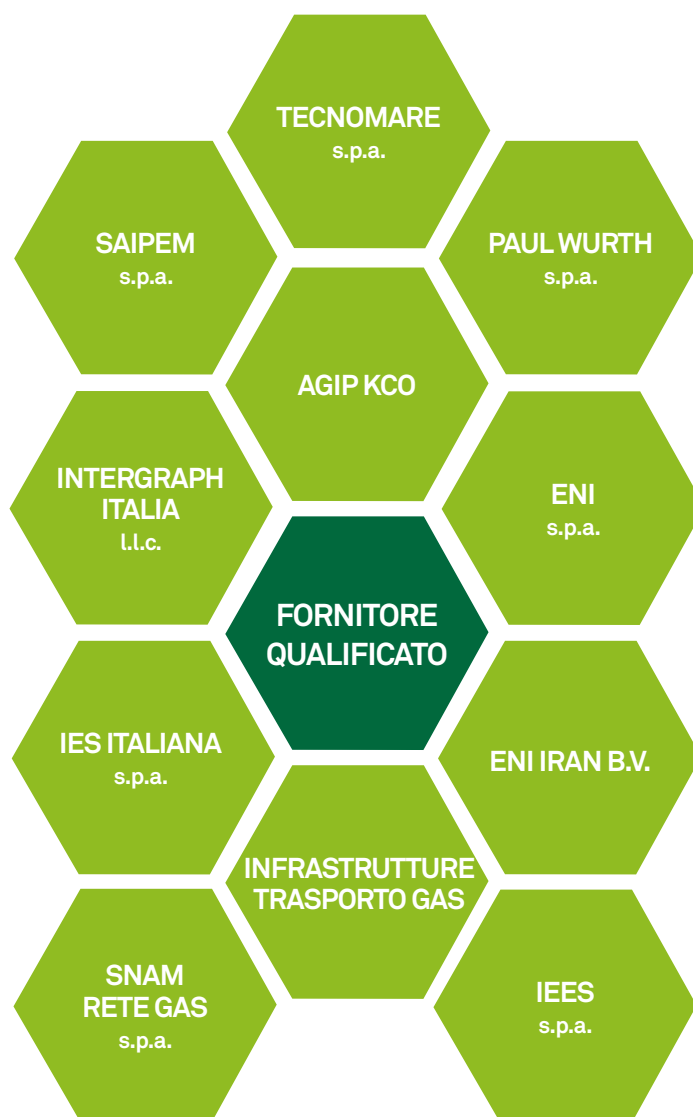 TECNOMARE
s.p.a.
SAIPEM
s.p.a.
PAUL WURTH
s.p.a.
AGIP KCO
INTERGRAPH
ITALIA
l.l.c.
ENI
s.p.a.
FORNITORE
QUALIFICATO
IES ITALIANA
s.p.a.
ENI IRAN B.V.
INFRASTRUTTURE
TRASPORTO GAS
SNAM
RETE GAS
s.p.a.
IEES
s.p.a.